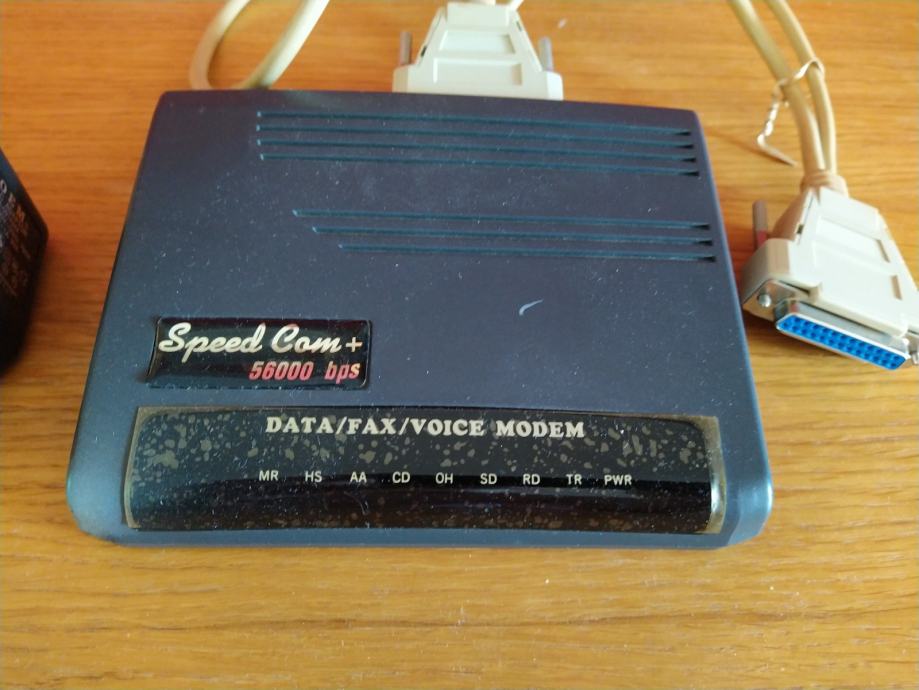 Speed Com+
56000 bps
DATA/FAX/VOICE MODEM
MR HS AA CD OH SD RD TR PWR